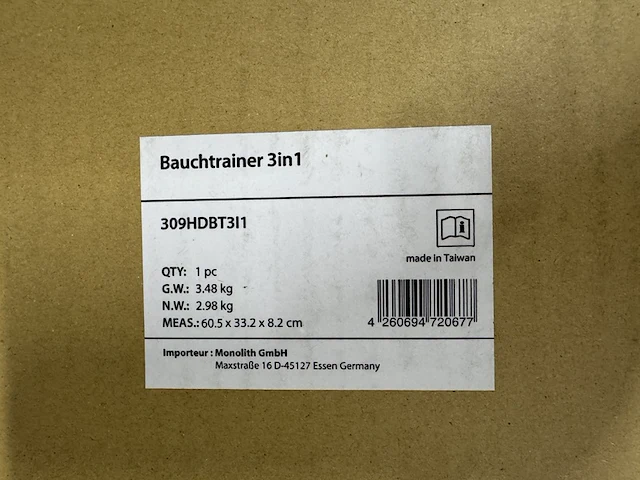 Bauchtrainer 3in1
309HDBT3I1
made in Taiwan
QTY: 1 pc
G.W.: 3.48 kg
N.W.: 2.98 kg
MEAS.: 60.5 x 33.2 x 8.2 cm
4 260694 720677
Importeur : Monolith GmbH
Maxstraße 16 D-45127 Essen Germany